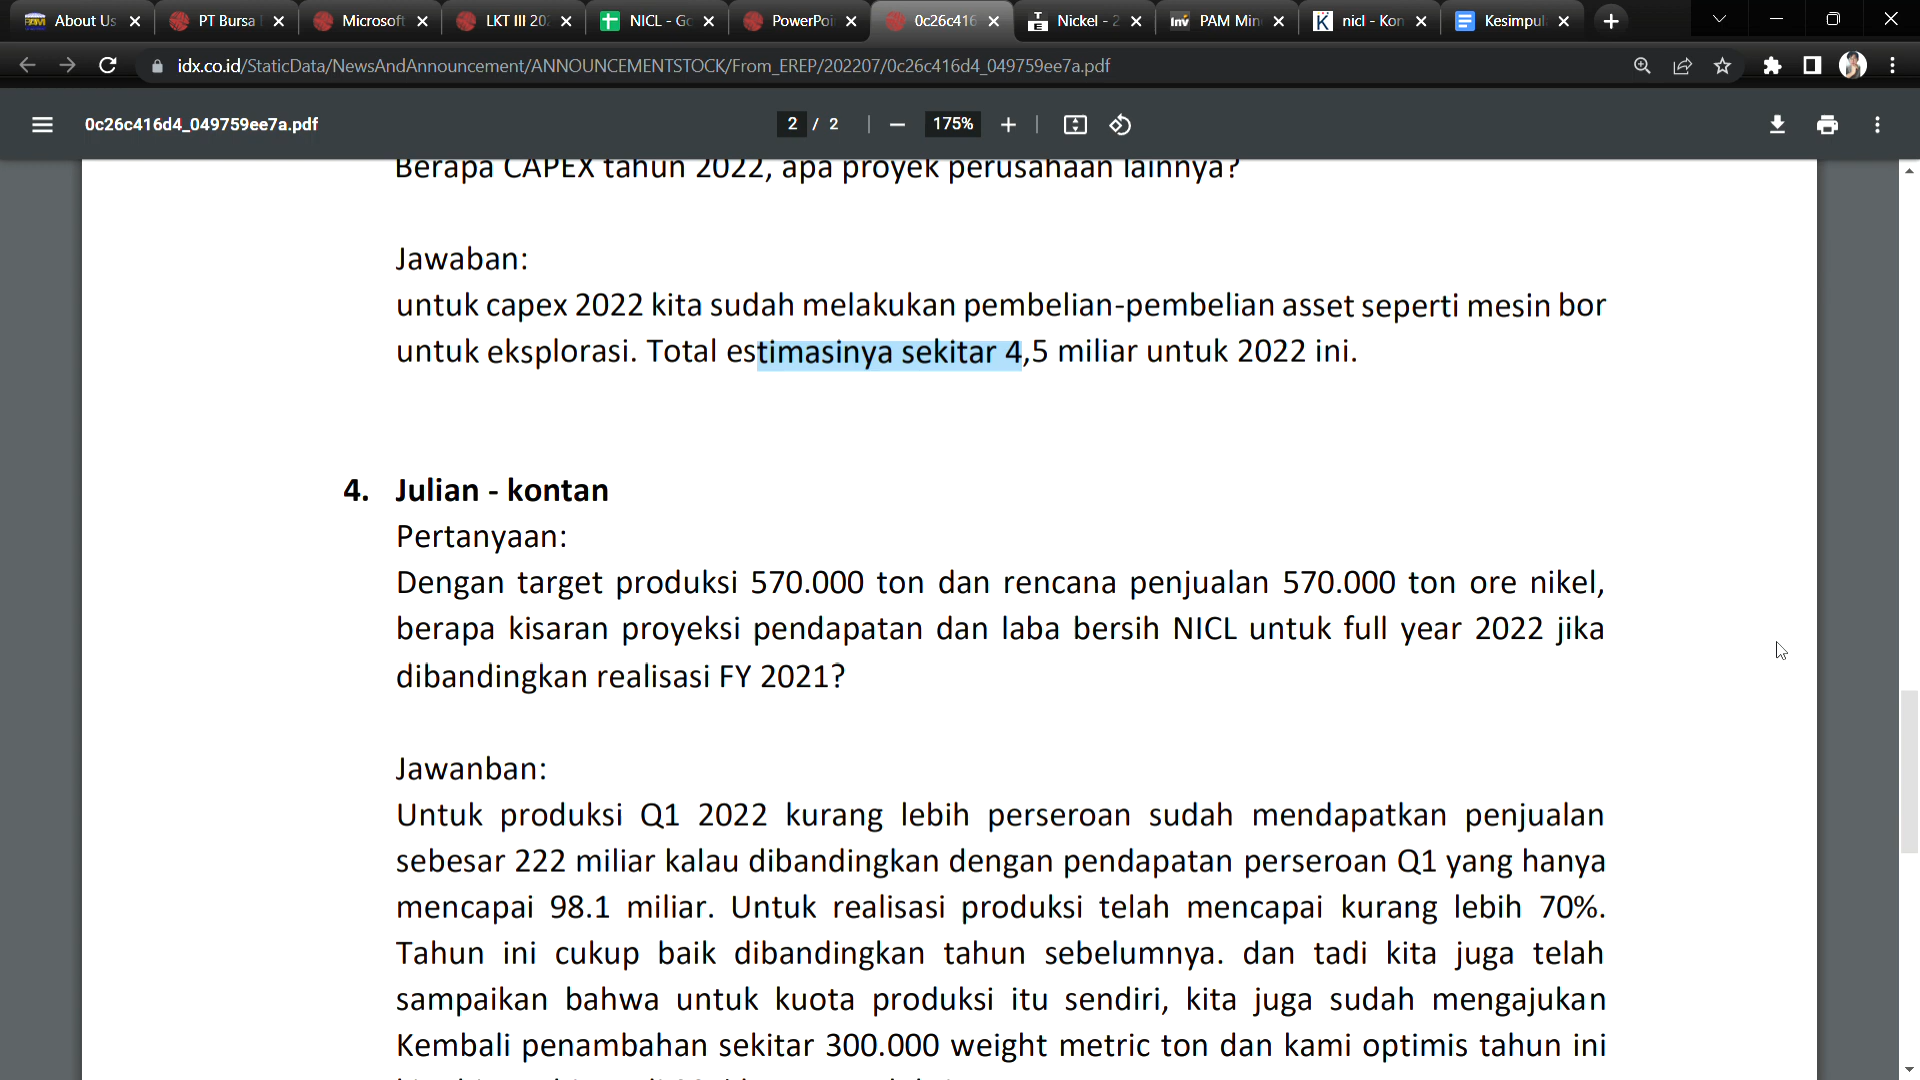 About Us
PT Bursa
Microsoft
LKT III 202
NICL - Go
PowerPoi
0c26c416
Nickel - 2
PAM Min
nicl - Kon
Kesimpul
idx.co.id/StaticData/NewsAndAnnouncement/ANNOUNCEMENTSTOCK/From_EREP/202207/0c26c416d4_049759ee7a.pdf
0c26c416d4_049759ee7a.pdf
2 / 2
175%
Berapa CAPEX tahun 2022, apa proyek perusahaan lainnya?
Jawaban:
untuk capex 2022 kita sudah melakukan pembelian-pembelian asset seperti mesin bor
untuk eksplorasi. Total estimasinya sekitar 4,5 miliar untuk 2022 ini.
4. Julian - kontan
Pertanyaan:
Dengan target produksi 570.000 ton dan rencana penjualan 570.000 ton ore nikel,
berapa kisaran proyeksi pendapatan dan laba bersih NICL untuk full year 2022 jika
dibandingkan realisasi FY 2021?
Jawanban:
Untuk produksi Q1 2022 kurang lebih perseroan sudah mendapatkan penjualan
sebesar 222 miliar kalau dibandingkan dengan pendapatan perseroan Q1 yang hanya
mencapai 98.1 miliar. Untuk realisasi produksi telah mencapai kurang lebih 70%.
Tahun ini cukup baik dibandingkan tahun sebelumnya. dan tadi kita juga telah
sampaikan bahwa untuk kuota produksi itu sendiri, kita juga sudah mengajukan
Kembali penambahan sekitar 300.000 weight metric ton dan kami optimis tahun ini